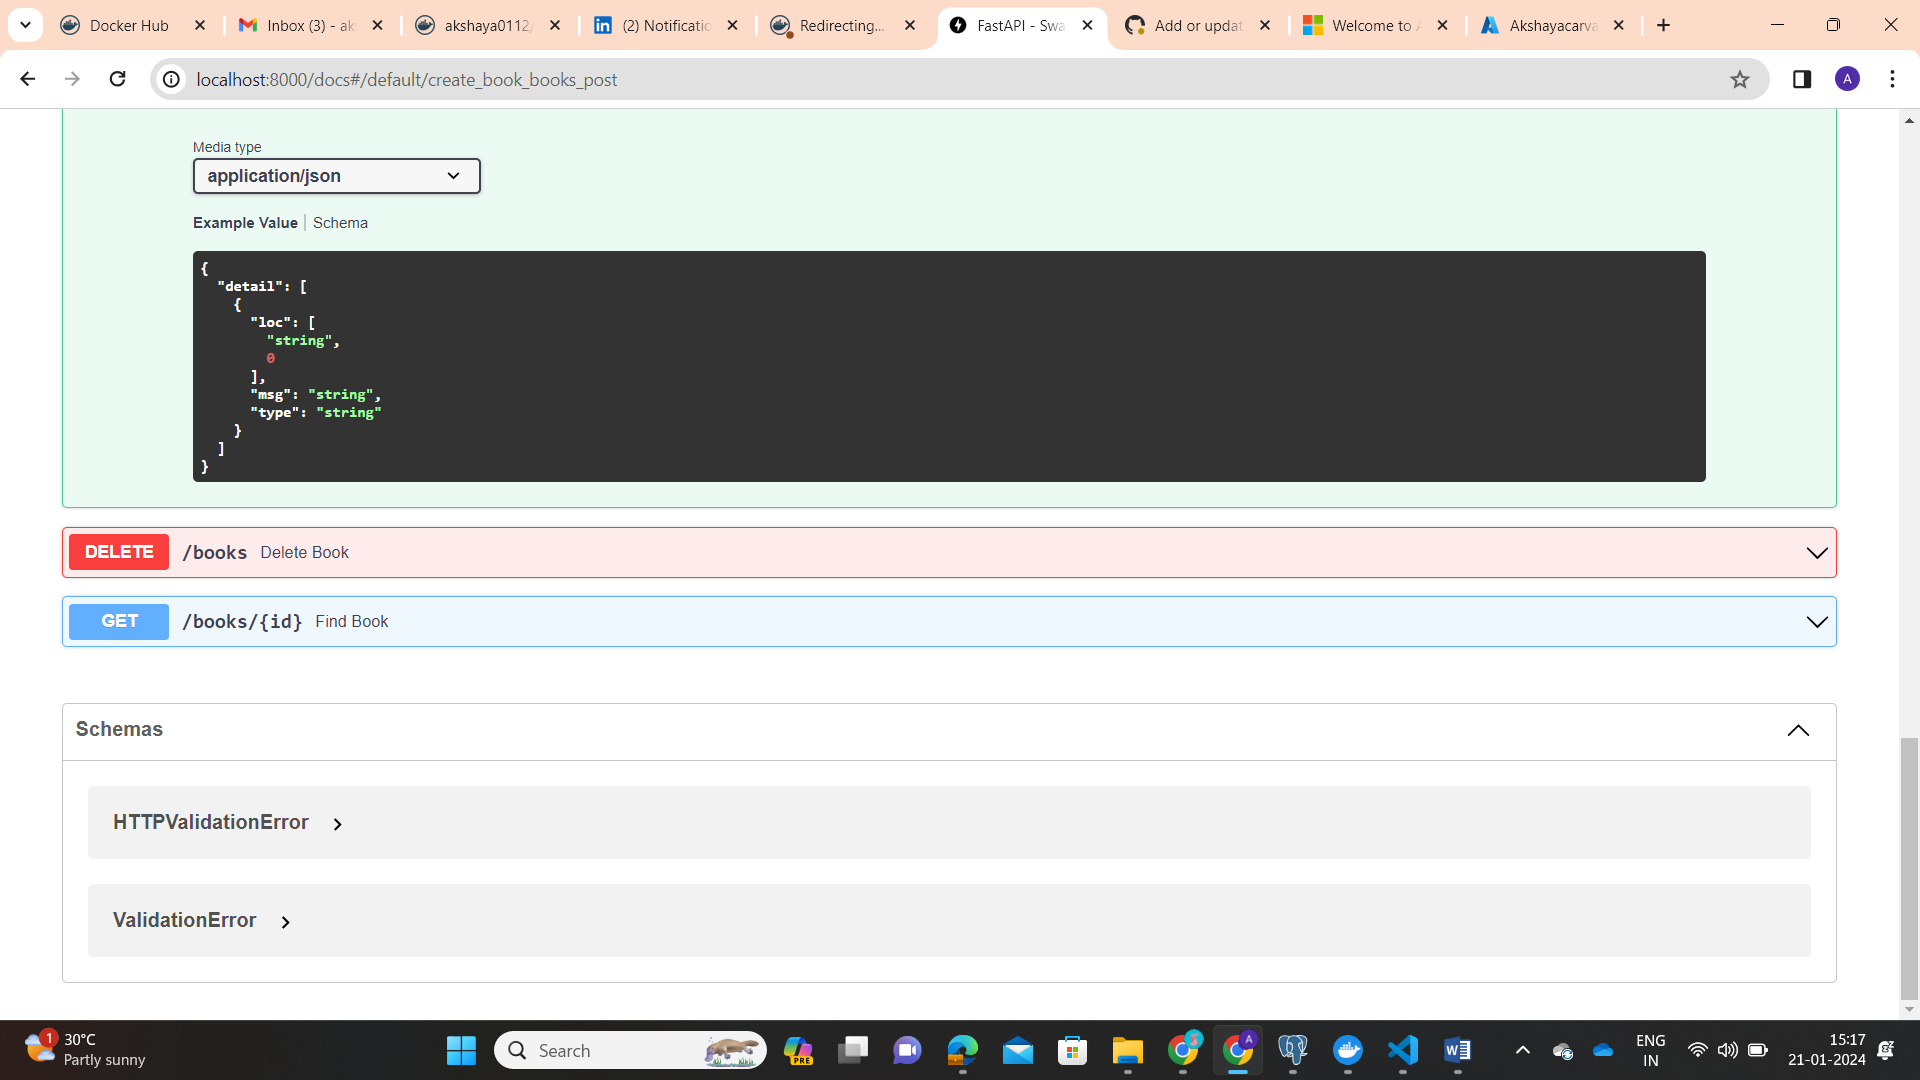 Docker Hub
Inbox (3) - ak
akshaya0112/
(2) Notificatio
Redirecting...
FastAPI - Swa
Add or updat
Welcome to A
Akshayacarva
localhost:8000/docs#/default/create_book_books_post
A
Media type
application/json
Example Value | Schema
{
"detail": [
{
"loc": [
"string",
0
],
"msg": "string",
"type": "string"
}
]
}
DELETE /books Delete Book
GET /books/{id} Find Book
Schemas
HTTPValidationError
ValidationError
1
30°C
Partly sunny
Search
PRE
S
A
ENG
IN
15:17
21-01-2024